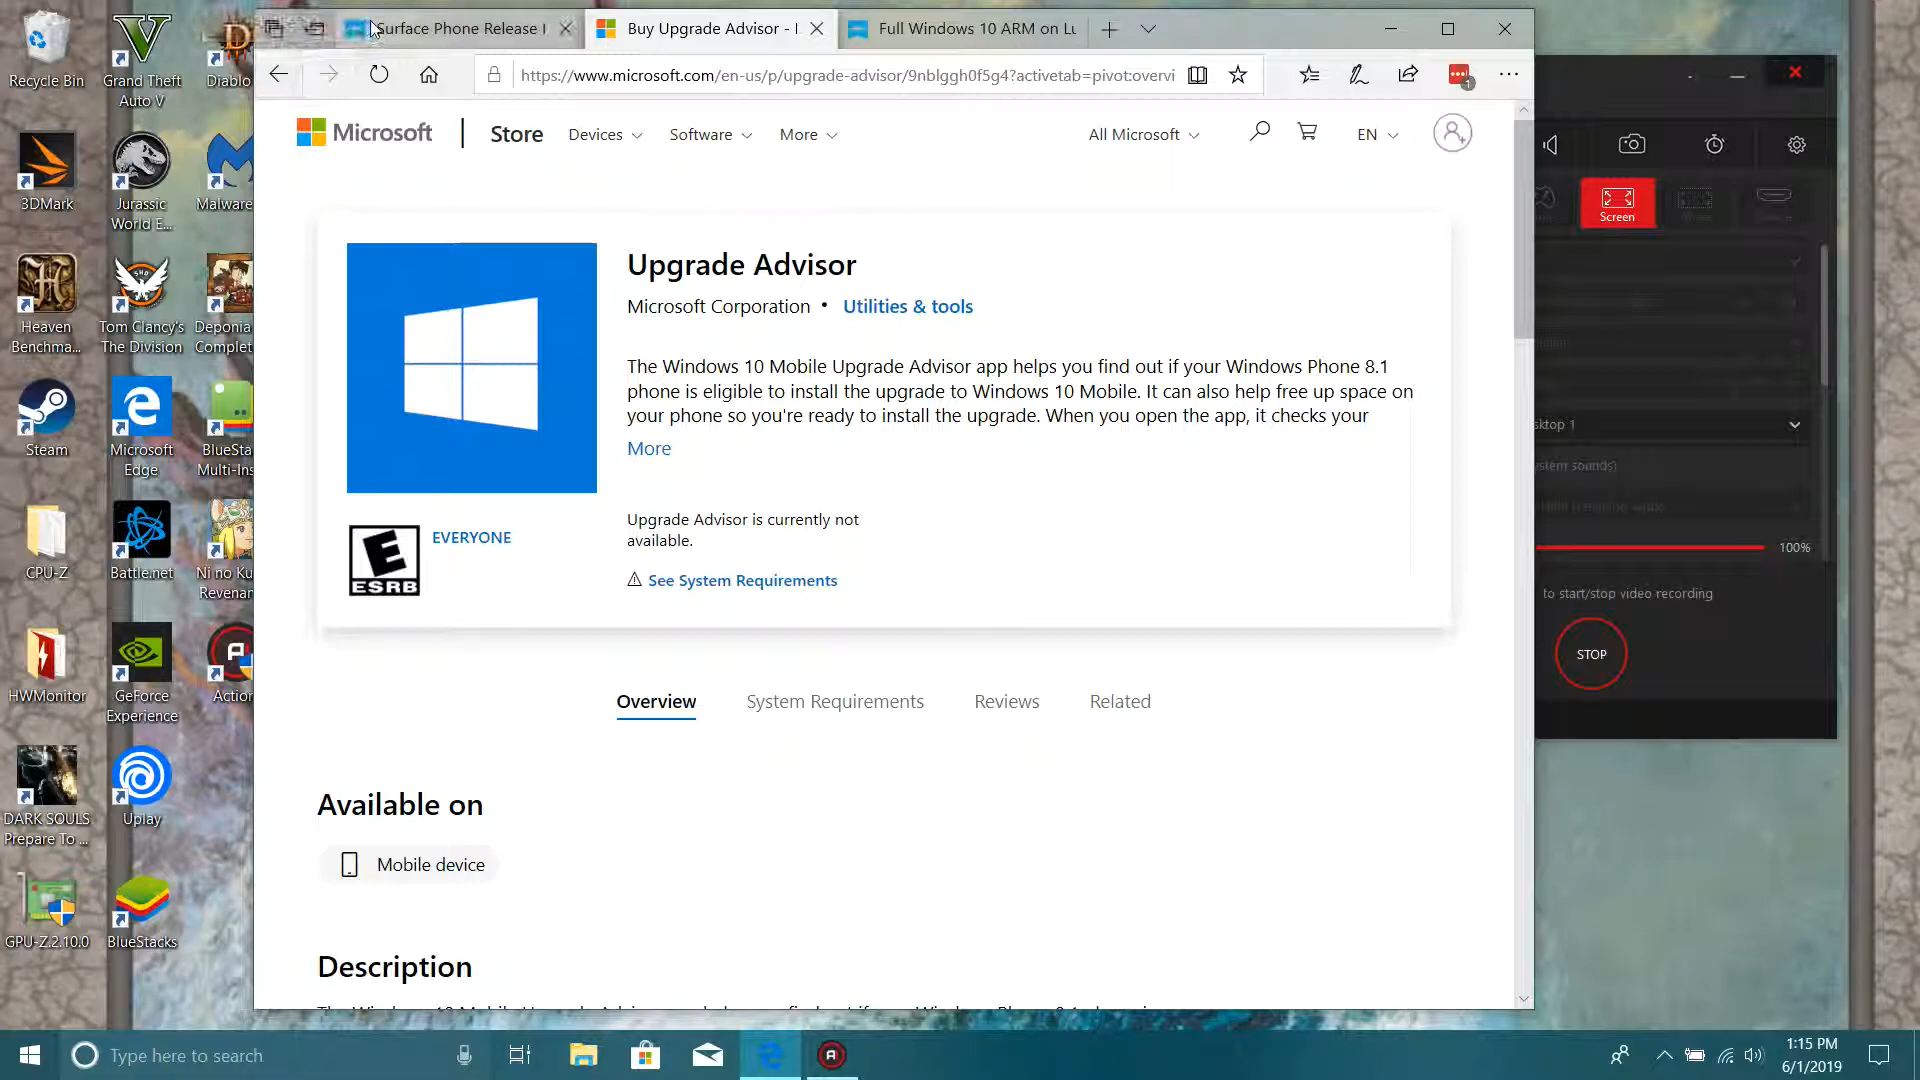 Surface Phone Release I
Buy Upgrade Advisor - I
Full Windows 10 ARM on Lu
https://www.microsoft.com/en-us/p/upgrade-advisor/9nblggh0f5g4?activetab=pivot:overvi
1
Microsoft
Store
Devices
Software
More
All Microsoft
EN
Upgrade Advisor
Microsoft Corporation • Utilities & tools
The Windows 10 Mobile Upgrade Advisor app helps you find out if your Windows Phone 8.1
phone is eligible to install the upgrade to Windows 10 Mobile. It can also help free up space on
your phone so you're ready to install the upgrade. When you open the app, it checks your
More
E
ESRB
EVERYONE
Upgrade Advisor is currently not
available.
See System Requirements
Overview
System Requirements
Reviews
Related
Available on
Mobile device
Description
Recycle Bin
Grand Theft
Auto V
Diablo
3DMark
Jurassic
World E...
Malware
Heaven
Benchma...
Tom Clancy's
The Division
Deponia
Complet
Steam
Microsoft
Edge
BlueSta
Multi-Ins
CPU-Z
Battle.net
Ni no Ku
Revenan
HWMonitor
GeForce
Experience
Action
DARK SOULS
Prepare To ...
Uplay
GPU-Z.2.10.0
BlueStacks
Screen
sktop 1
ystem sounds)
100%
to start/stop video recording
STOP
Type here to search
1:15 PM
6/1/2019